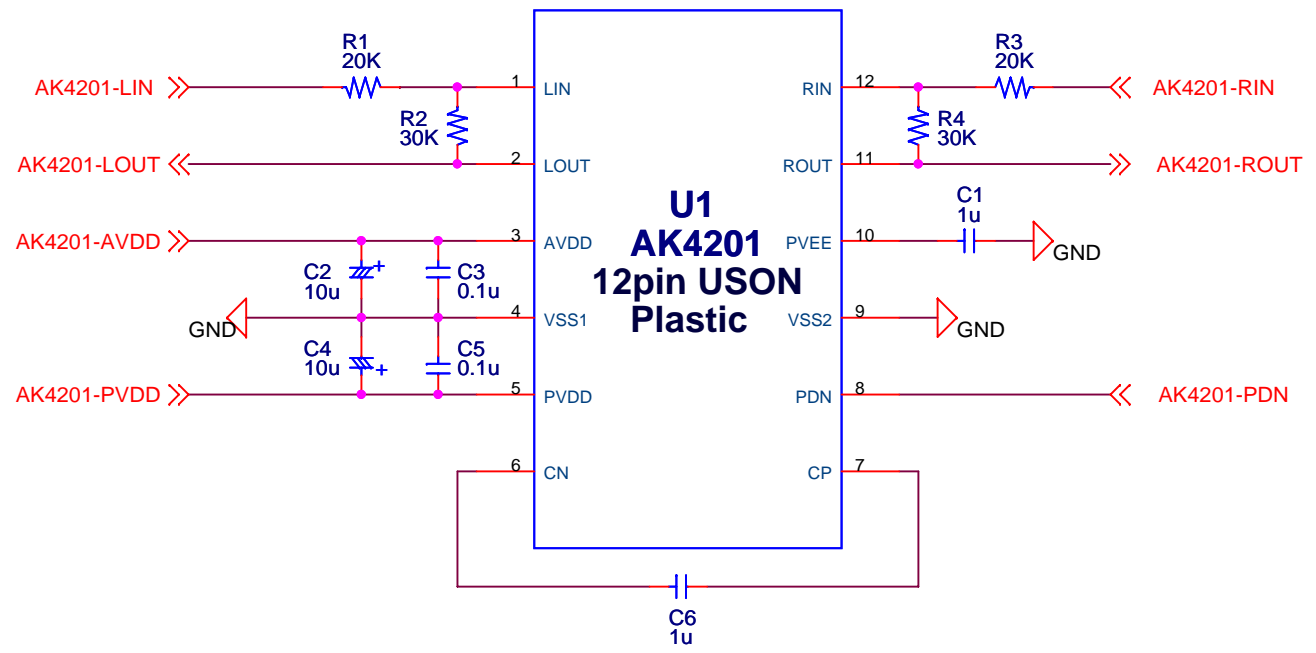 R1
20K
R3
20K
AK4201-LIN
1
LIN
RIN
12
AK4201-RIN
R2
30K
R4
30K
AK4201-LOUT
2
LOUT
ROUT
11
AK4201-ROUT
U1
AK4201
12pin USON
Plastic
C1
1u
AK4201-AVDD
3
AVDD
PVEE
10
GND
C2
10u
+
C3
0.1u
GND
4
VSS1
VSS2
9
GND
C4
10u
+
C5
0.1u
AK4201-PVDD
5
PVDD
PDN
8
AK4201-PDN
6
CN
CP
7
C6
1u